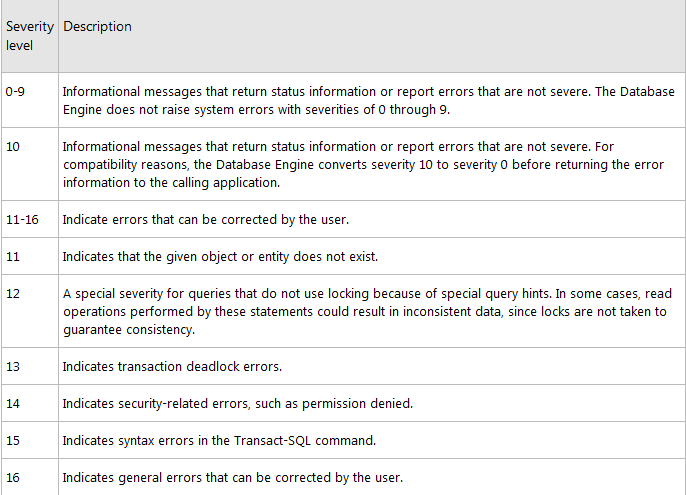 Severity level Description
0-9 Informational messages that return status information or report errors that are not severe. The Database
Engine does not raise system errors with severities of 0 through 9.
10 Informational messages that return status information or report errors that are not severe. For
compatibility reasons, the Database Engine converts severity 10 to severity 0 before returning the error
information to the calling application.
11-16 Indicate errors that can be corrected by the user.
11 Indicates that the given object or entity does not exist.
12 A special severity for queries that do not use locking because of special query hints. In some cases, read
operations performed by these statements could result in inconsistent data, since locks are not taken to
guarantee consistency.
13 Indicates transaction deadlock errors.
14 Indicates security-related errors, such as permission denied.
15 Indicates syntax errors in the Transact-SQL command.
16 Indicates general errors that can be corrected by the user.